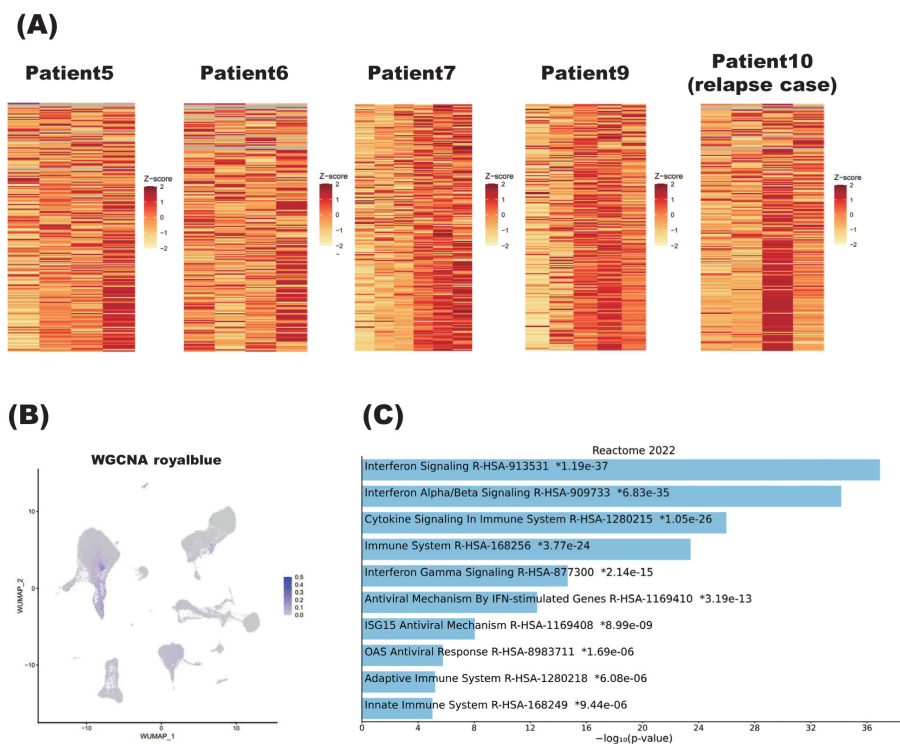 (A)
Patient5
Patient6
Patient7
Patient9
Patient10
(relapse case)
Z-score
2
1
0
−1
−2
Z-score
2
1
0
−1
−2
Z-score
2
1
0
−1
−2
Z-score
2
1
0
−1
−2
Z-score
2
1
0
−1
−2
(B)
WGCNA royalblue
10
0
−10
WUMAP_2
−10
0
10
WUMAP_1
0.5
0.4
0.3
0.2
0.1
0.0
(C)
Reactome 2022
Interferon Signaling R-HSA-913531 *1.19e-37
Interferon Alpha/Beta Signaling R-HSA-909733 *6.83e-35
Cytokine Signaling In Immune System R-HSA-1280215 *1.05e-26
Immune System R-HSA-168256 *3.77e-24
Interferon Gamma Signaling R-HSA-877300 *2.14e-15
Antiviral Mechanism By IFN-stimulated Genes R-HSA-1169410 *3.19e-13
ISG15 Antiviral Mechanism R-HSA-1169408 *8.99e-09
OAS Antiviral Response R-HSA-8983711 *1.69e-06
Adaptive Immune System R-HSA-1280218 *6.08e-06
Innate Immune System R-HSA-168249 *9.44e-06
0 4 8 12 16 20 24 28 32 36
−log₁₀(p-value)